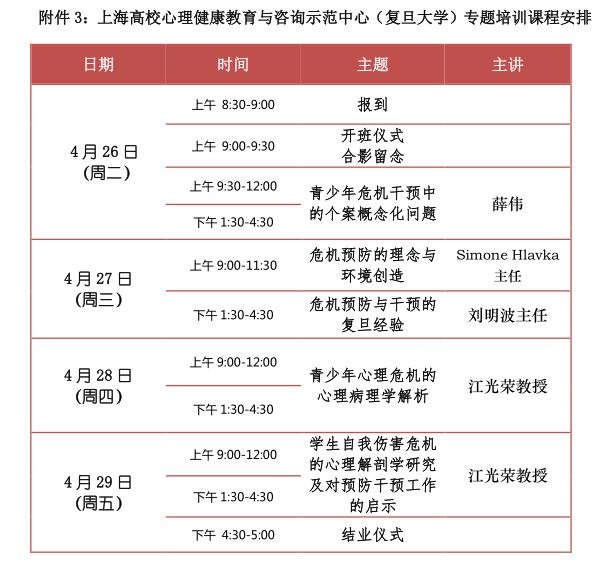 附件 3：上海高校心理健康教育与咨询示范中心（复旦大学）专题培训课程安排
日期 时间 主题 主讲
4 月 26 日
（周二）
上午 8:30-9:00 报到
上午 9:00-9:30 开班仪式
合影留念
上午 9:30-12:00
下午 1:30-4:30
青少年危机干预中
的个案概念化问题
薛伟
4 月 27 日
（周三）
上午 9:00-11:30
危机预防的理念与
环境创造
Simone Hlavka
主任
下午 1:30-4:30
危机预防与干预的
复旦经验
刘明波主任
4 月 28 日
（周四）
上午 9:00-12:00
下午 1:30-4:30
青少年心理危机的
心理病理学解析
江光荣教授
4 月 29 日
（周五）
上午 9:00-12:00
下午 1:30-4:30
学生自我伤害危机
的心理解剖学研究
及对预防干预工作
的启示
江光荣教授
下午 4:30-5:00 结业仪式